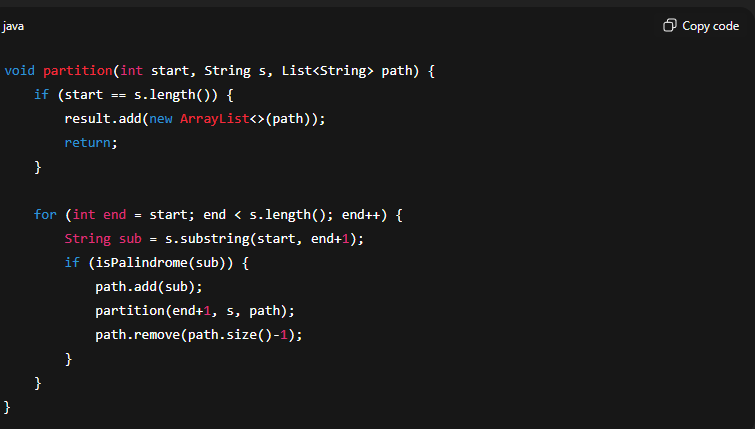 java
Copy code
void partition(int start, String s, List<String> path) {
    if (start == s.length()) {
        result.add(new ArrayList<>(path));
        return;
    }

    for (int end = start; end < s.length(); end++) {
        String sub = s.substring(start, end+1);
        if (isPalindrome(sub)) {
            path.add(sub);
            partition(end+1, s, path);
            path.remove(path.size()-1);
        }
    }
}